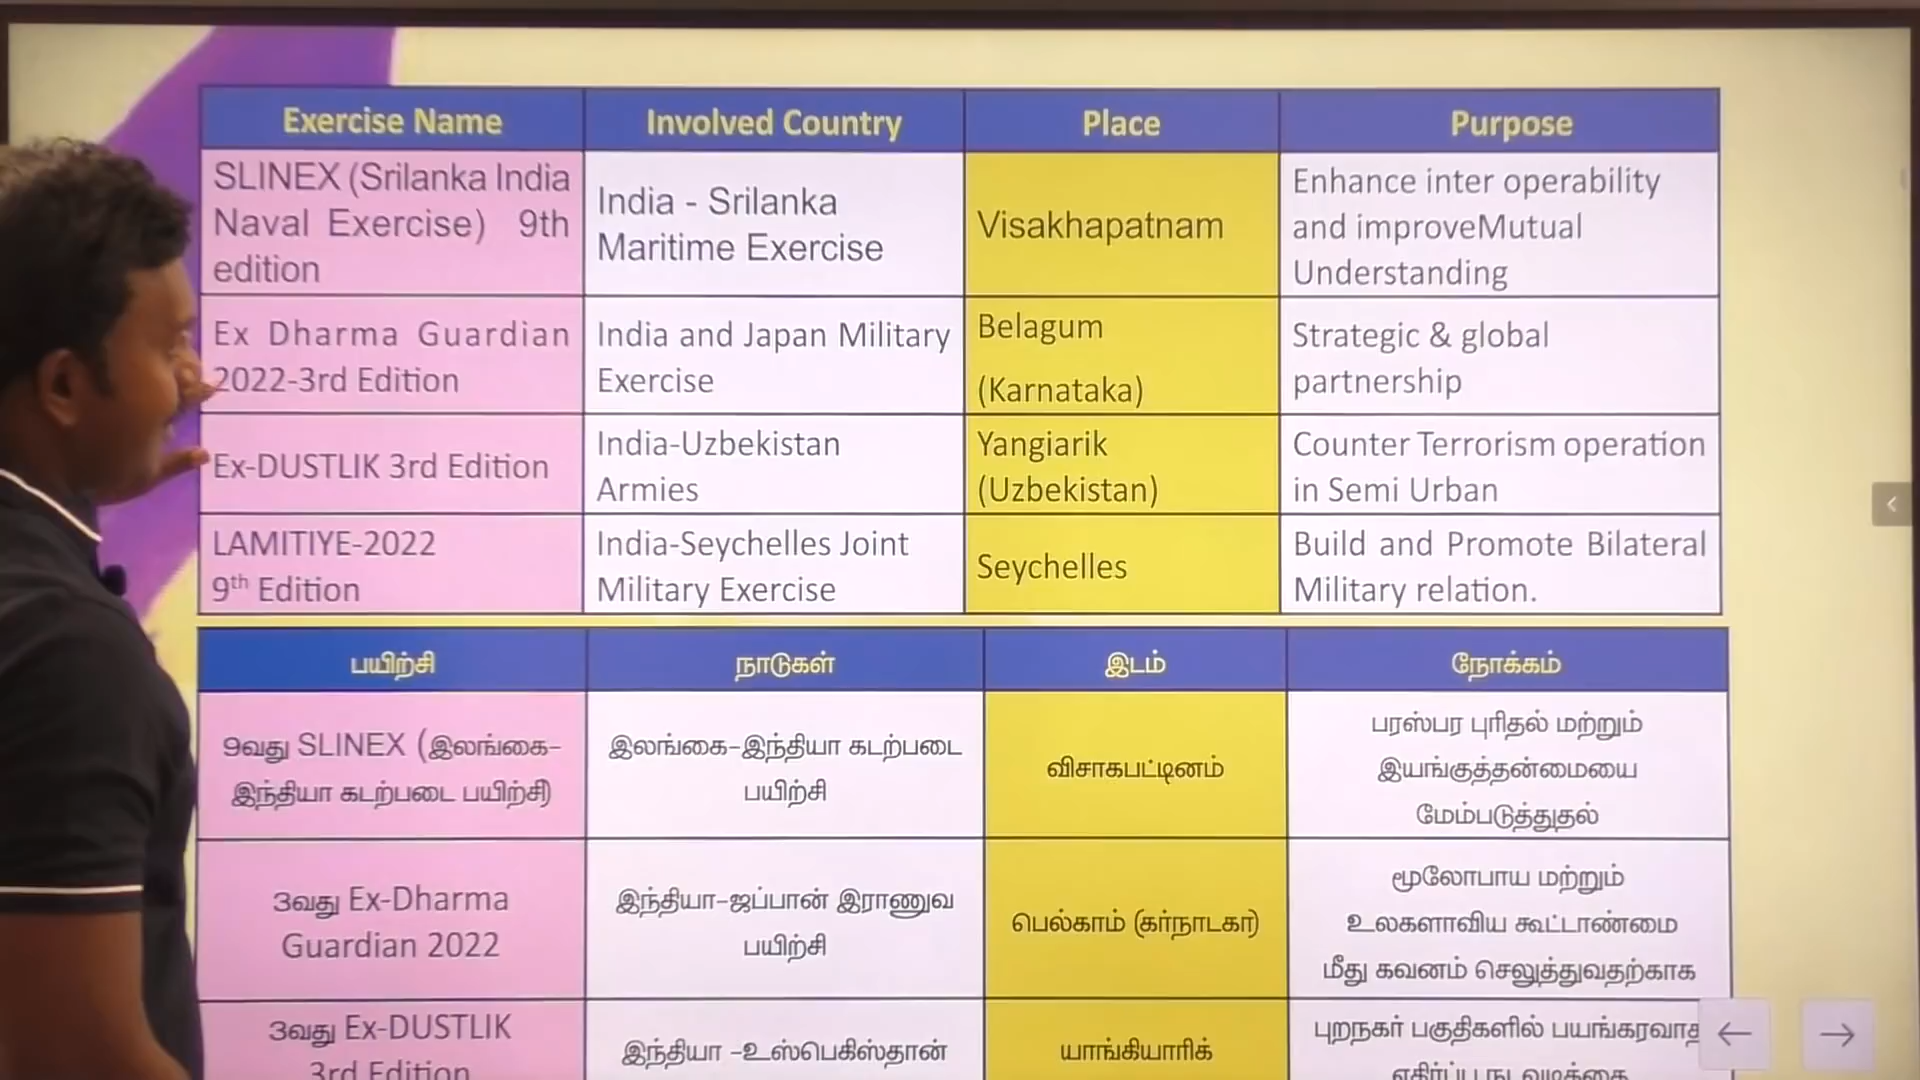 Exercise Name
Involved Country
Place
Purpose
SLINEX (Srilanka India
Naval Exercise) 9th
edition
India - Srilanka
Maritime Exercise
Visakhapatnam
Enhance inter operability
and improveMutual
Understanding
Ex Dharma Guardian
2022-3rd Edition
India and Japan Military
Exercise
Belagum
(Karnataka)
Strategic & global
partnership
Ex-DUSTLIK 3rd Edition
India-Uzbekistan
Armies
Yangiarik
(Uzbekistan)
Counter Terrorism operation
in Semi Urban
LAMITIYE-2022
9th Edition
India-Seychelles Joint
Military Exercise
Seychelles
Build and Promote Bilateral
Military relation.
பயிற்சி
நாடுகள்
இடம்
நோக்கம்
9வது SLINEX (இலங்கை-
இந்தியா கடற்படை பயிற்சி)
இலங்கை-இந்தியா கடற்படை
பயிற்சி
விசாகபட்டினம்
பரஸ்பர புரிதல் மற்றும்
இயங்குத்தன்மையை
மேம்படுத்துதல்
3வது Ex-Dharma
Guardian 2022
இந்தியா-ஜப்பான் இராணுவ
பயிற்சி
பெல்காம் (கர்நாடகா)
மூலோபாய மற்றும்
உலகளாவிய கூட்டாண்மை
மீது கவனம் செலுத்துவதற்காக
3வது Ex-DUSTLIK
3rd Edition
இந்தியா -உஸ்பெகிஸ்தான்
யாங்கியாரிக்
புறநகர் பகுதிகளில் பயங்கரவாத
எதிர்ப்பு நடவடிக்கை